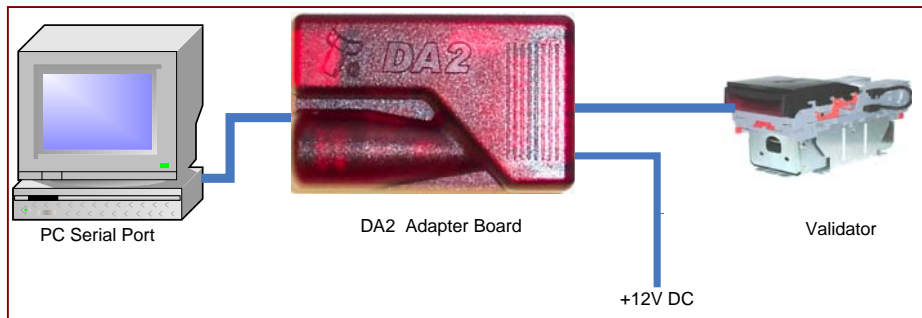 DA2
PC Serial Port
DA2 Adapter Board
Validator
+12V DC